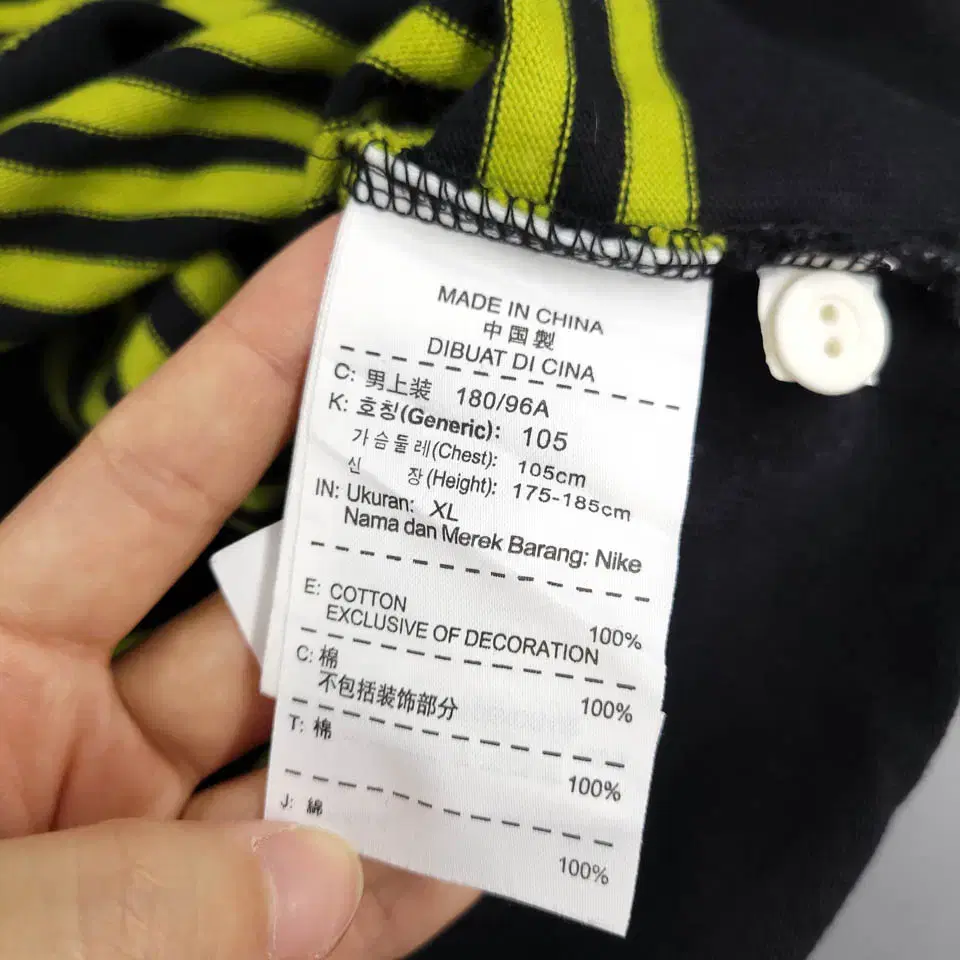 MADE IN CHINA
中国製
DIBUAT DI CINA
C: 男上装 180/96A
K: 호칭(Generic): 105
가슴둘레(Chest): 105cm
신 장(Height): 175-185cm
IN: Ukuran: XL
Nama dan Merek Barang: Nike
E: COTTON 100%
EXCLUSIVE OF DECORATION
C: 棉 100%
不包括装饰部分
T: 棉 100%
J: 綿 100%